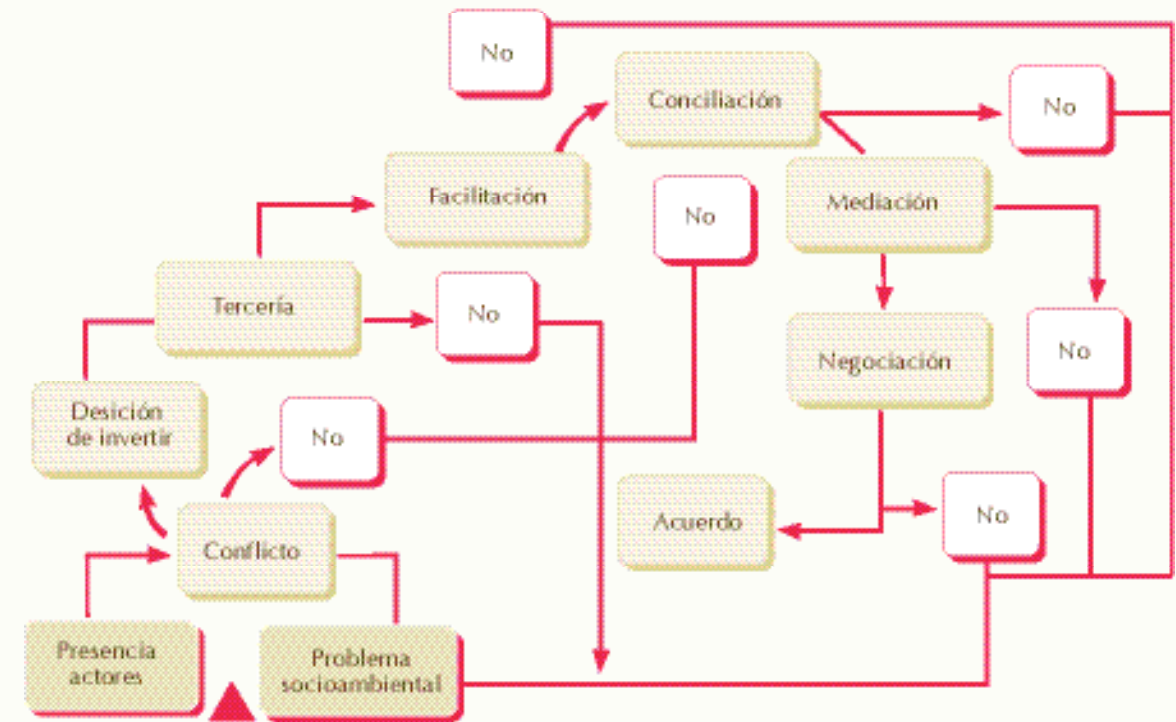 No
Conciliación
No
Facilitación
No
Mediación
Tercería
No
No
Negociación
Desición
de invertir
No
Acuerdo
No
Conflicto
Presencia
actores
Problema
socioambiental